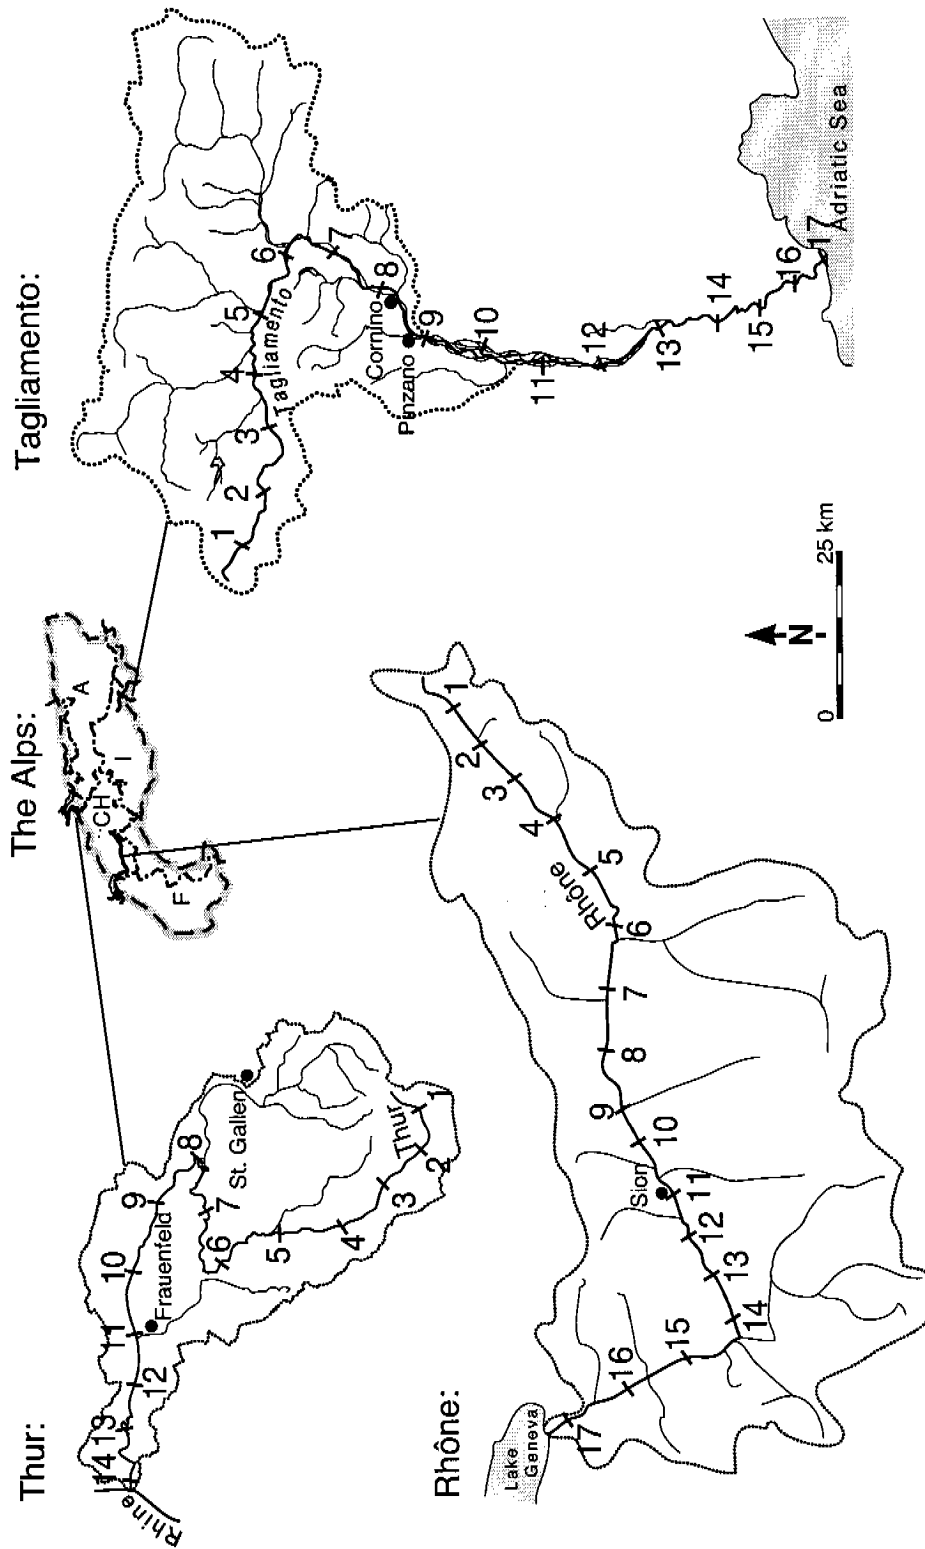 Thur:
Rhine
14
13
12
11
10
9
8
7
6
5
4
3
2
1
Frauenfeld
St. Gallen
Thur
The Alps:
CH
A
I
F
Tagliamento:
1
2
3
4
5
6
7
8
9
10
11
12
13
14
15
16
17
Tagliamento
Cornino
Pinzano
Adriatic Sea
Rhône:
Lake
Geneva
17
16
15
14
13
12
11
10
9
8
7
6
5
4
3
2
1
Sion
Rhône
N
0
25 km